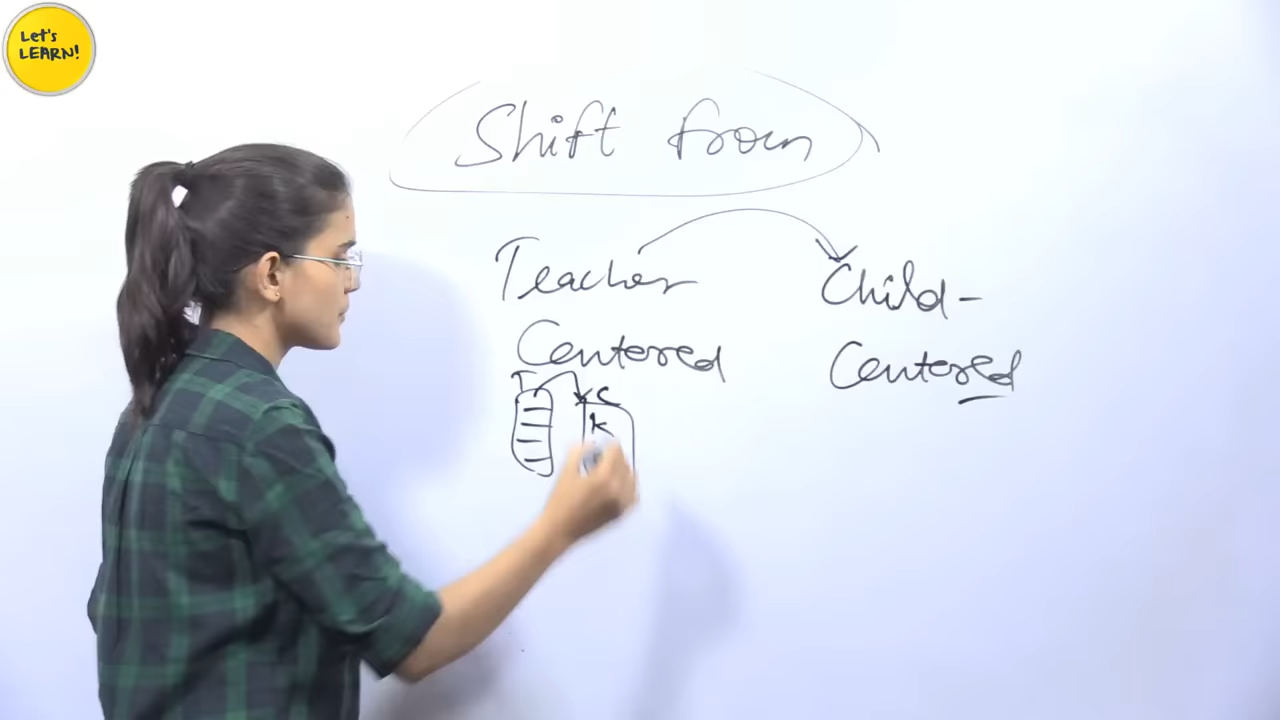 Let's
LEARN!
Shift from
Teacher
Child-
Centered
Centered
T
C
k